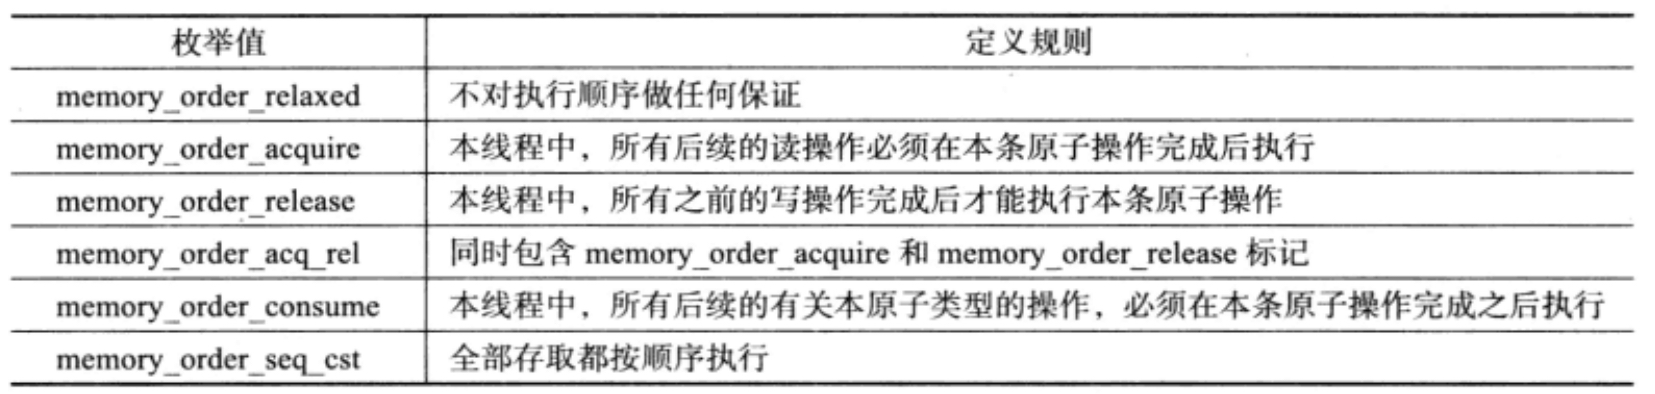 枚举值 定义规则
memory_order_relaxed 不对执行顺序做任何保证
memory_order_acquire 本线程中，所有后续的读操作必须在本条原子操作完成后执行
memory_order_release 本线程中，所有之前的写操作完成后才能执行本条原子操作
memory_order_acq_rel 同时包含 memory_order_acquire 和 memory_order_release 标记
memory_order_consume 本线程中，所有后续的有关本原子类型的操作，必须在本条原子操作完成之后执行
memory_order_seq_cst 全部存取都按顺序执行